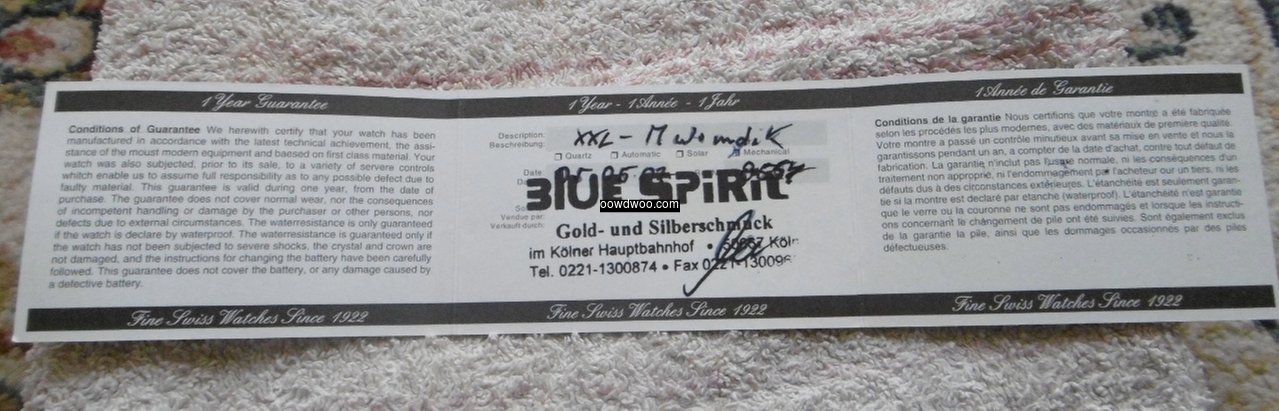 1 Year Guarantee
Conditions of Guarantee We herewith certify that your watch has been
manufactured in accordance with the latest technical achievement, the assi-
stance of the moust modern equipment and baesed on first class material. Your
watch was also subjected, prior to its sale, to a variety of servere controls
whitch enable us to assume full responsibility as to any possible defect due to
faulty material. This guarantee is valid during one year, from the date of
purchase. The guarantee does not cover normal wear, nor the consequences
of incompetent handling or damage by the purchaser or other persons, nor
defects due to external circumstances. The waterresistance is only guaranteed
if the watch is declare by waterproof. The waterresistance is guaranteed only if
the watch has not been subjected to severe shocks, the crystal and crown are
not damaged, and the instructions for changing the battery have been carefully
followed. This guarantee does not cover the battery, or any damage caused by
a defective battery.
Fine Swiss Watches Since 1922
1 Year - 1 Année - 1 Jahr
Description:
Beschreibung:
XXL -
Quartz Automatic Solar Mechanical
Date
BlUE SPiRit
oowdwoo.com
Vendue par:
Verkauft durch:
Gold- und Silberschmuck
im Kölner Hauptbahnhof • 50667 Köln
Tel. 0221-1300874 • Fax 0221-130096
Fine Swiss Watches Since 1922
1 Année de Garantie
Conditions de la garantie Nous certifions que votre montre a été fabriquée
selon les procédés les plus modernes, avec des matériaux de première qualité.
Votre montre a passé un contrôle minutieux avant sa mise en vente et nous la
garantissons pendant un an, a compter de la date d'achat, contre tout défaut de
fabrication. La garantie n'inclut pas l'usage normale, ni les conséquences d'un
traitement non approprié, ni l'endommagement par l'acheteur our un tiers, ni les
défauts dus à des circonstances extérieures. L'étanchéité est seulement garan-
tie si la montre est déclaré par etanche (waterproof). L'étanchéité n'est garantie
que le verre ou la couronne ne sont pas endommagés et lorsque les instructi-
ons concernant le changement de pile ont été suivies. Sont également exclus
de la garantie la pile, ainsi que les dommages occasionnes par des piles
défectueuses.
Fine Swiss Watches Since 1922